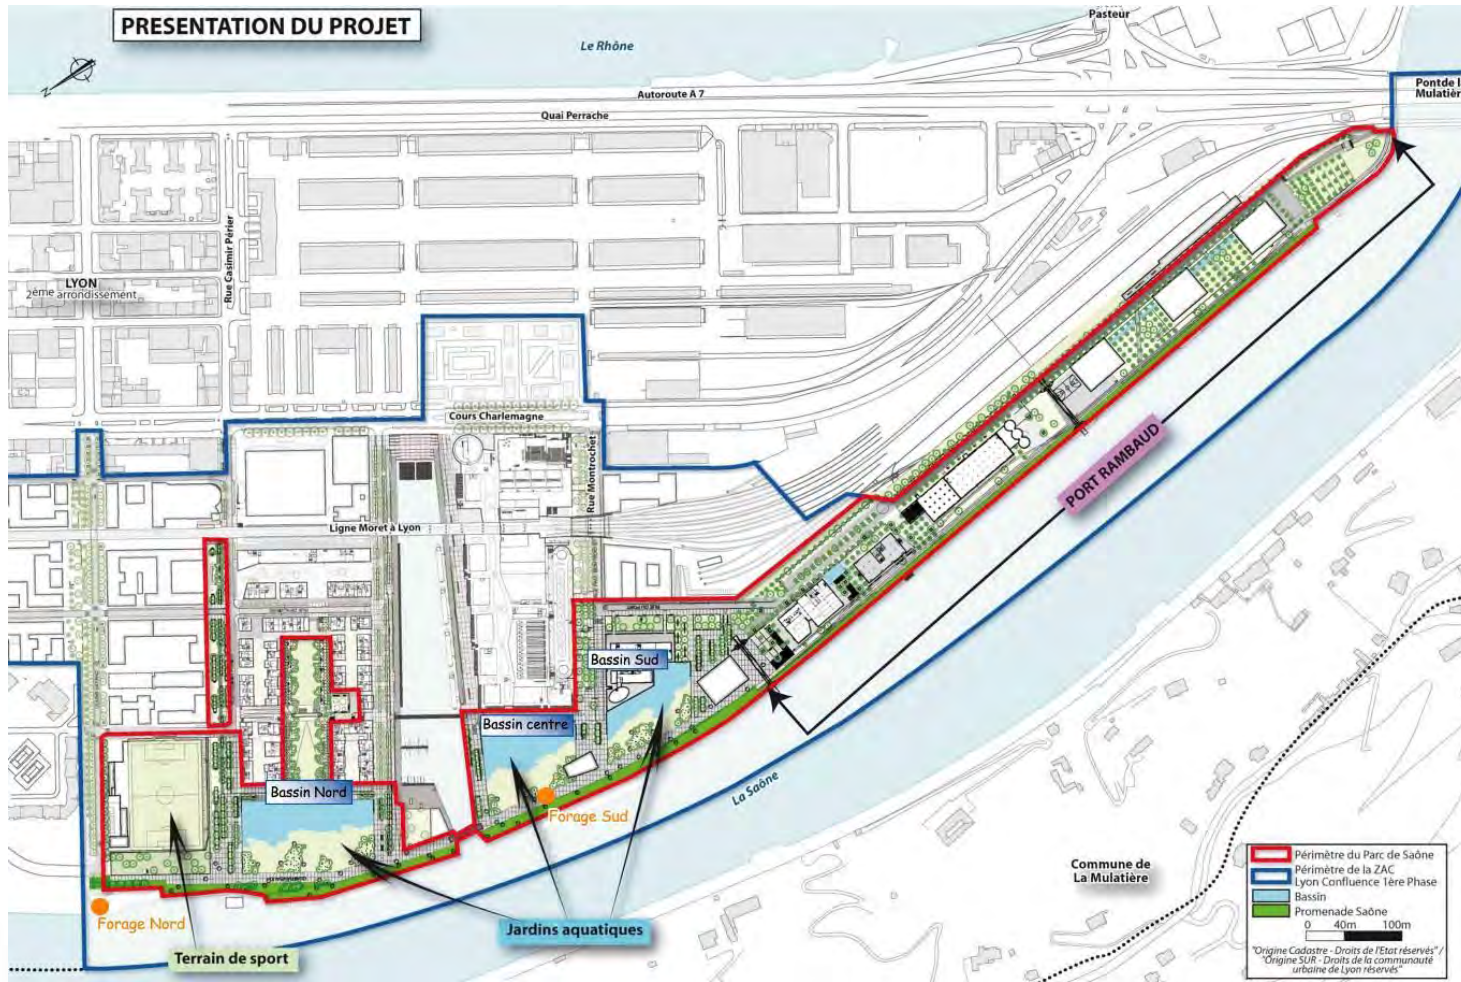 PRESENTATION DU PROJET
Pasteur
Le Rhône
N
Autoroute A 7
Pontde l
Mulatièr
Quai Perrache
Rue Casimir Périer
LYON
2ème arrondissement
Cours Charlemagne
Rue Montrochet
PORT RAMBAUD
Ligne Moret à Lyon
Bassin Sud
Bassin centre
Bassin Nord
Forage Sud
La Saône
Forage Nord
Jardins aquatiques
Terrain de sport
Commune de
La Mulatière
Périmètre du Parc de Saône
Périmètre de la ZAC
Lyon Confluence 1ère Phase
Bassin
Promenade Saône
0 40m 100m
"Origine Cadastre - Droits de l'Etat réservés" /
"Origine SUR - Droits de la communauté
urbaine de Lyon réservés"